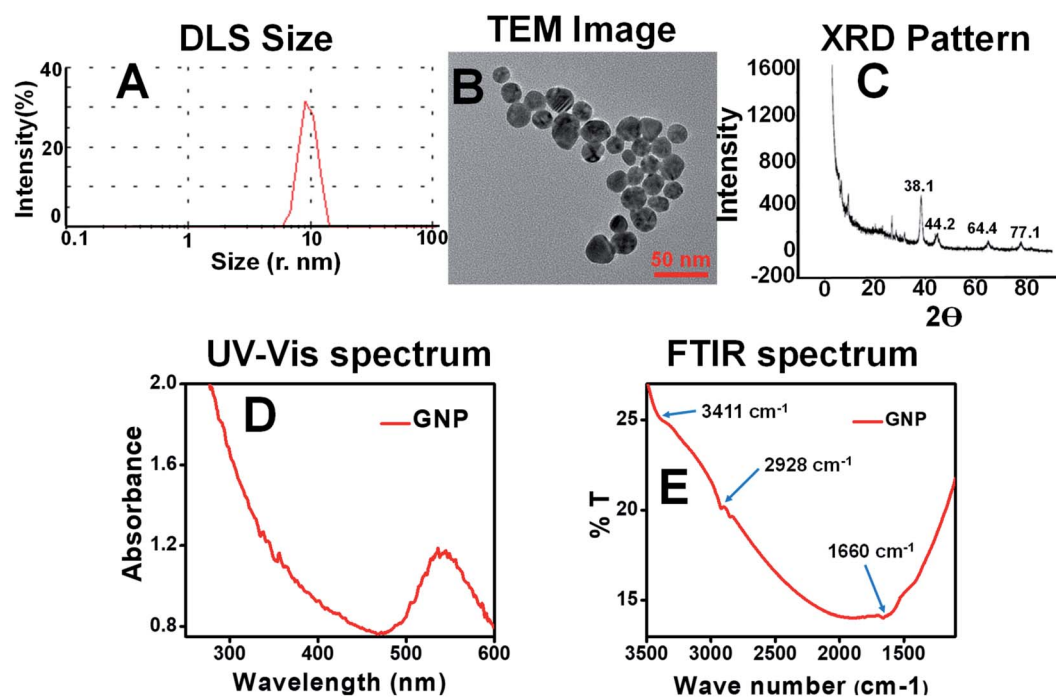 DLS Size
A
40
20
0
Intensity(%)
0.1
1
10
100
Size (r. nm)
TEM Image
B
50 nm
XRD Pattern
C
1600
1200
800
400
0
-200
Intensity
38.1
44.2
64.4
77.1
0
20
40
60
80
2Θ
UV-Vis spectrum
D
GNP
2.0
1.6
1.2
0.8
Absorbance
300
400
500
600
Wavelength (nm)
FTIR spectrum
E
GNP
3411 cm⁻¹
2928 cm⁻¹
1660 cm⁻¹
25
20
15
% T
3500
3000
2500
2000
1500
Wave number (cm-1)